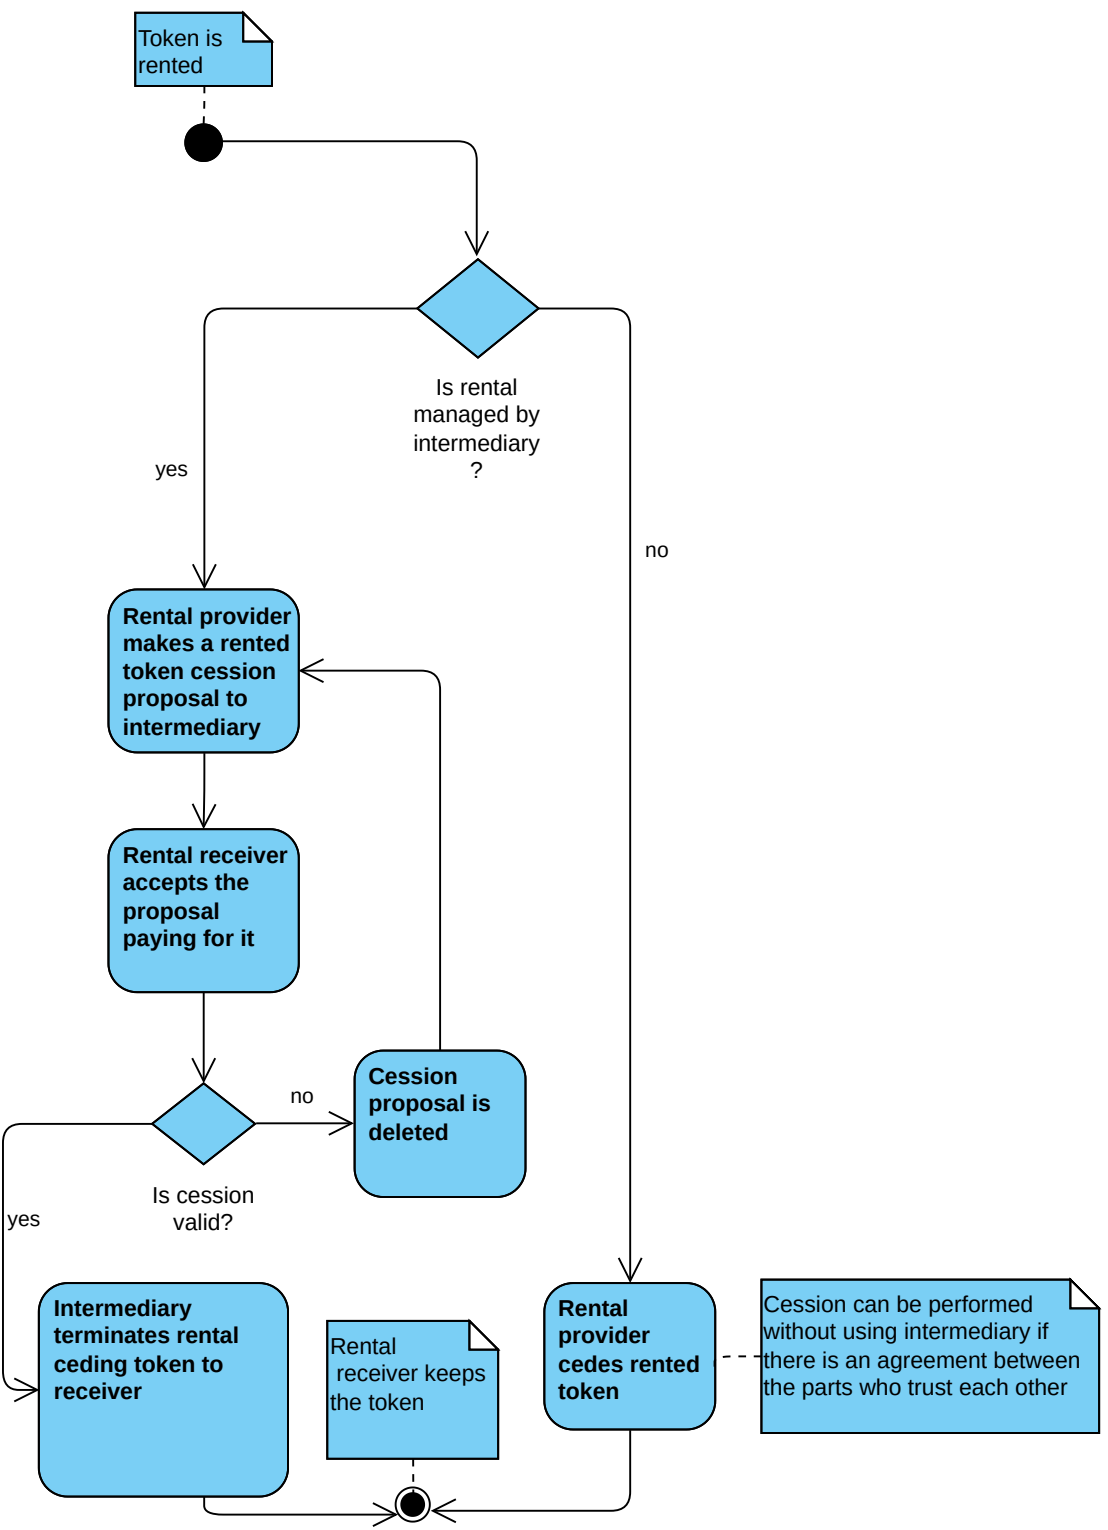 Token is
rented
Is rental
managed by
intermediary
?
yes
no
Rental provider
makes a rented
token cession
proposal to
intermediary
Rental receiver
accepts the
proposal
paying for it
no
Cession
proposal is
deleted
Is cession
valid?
yes
Intermediary
terminates rental
ceding token to
receiver
Rental
receiver keeps
the token
Rental
provider
cedes rented
token
Cession can be performed
without using intermediary if
there is an agreement between
the parts who trust each other